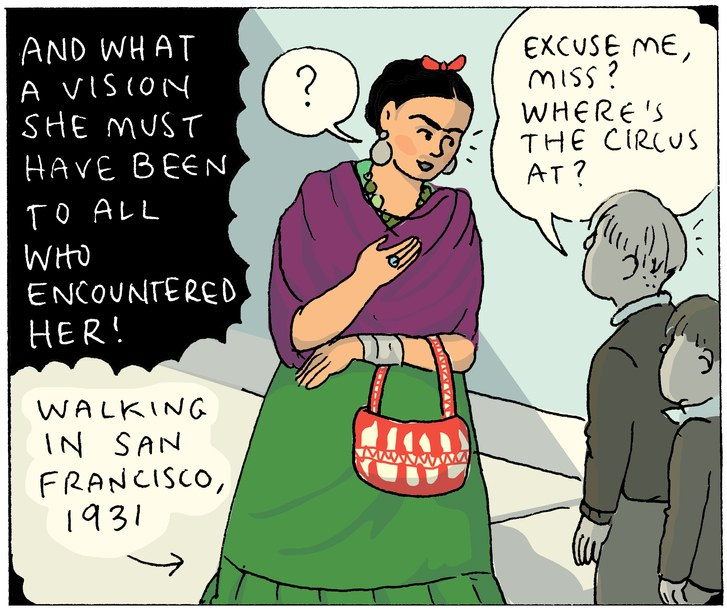 AND WHAT
A VISION
SHE MUST
HAVE BEEN
TO ALL
WHO
ENCOUNTERED
HER!
?
EXCUSE ME,
MISS?
WHERE'S
THE CIRCUS
AT?
WALKING
IN SAN
FRANCISCO,
1931